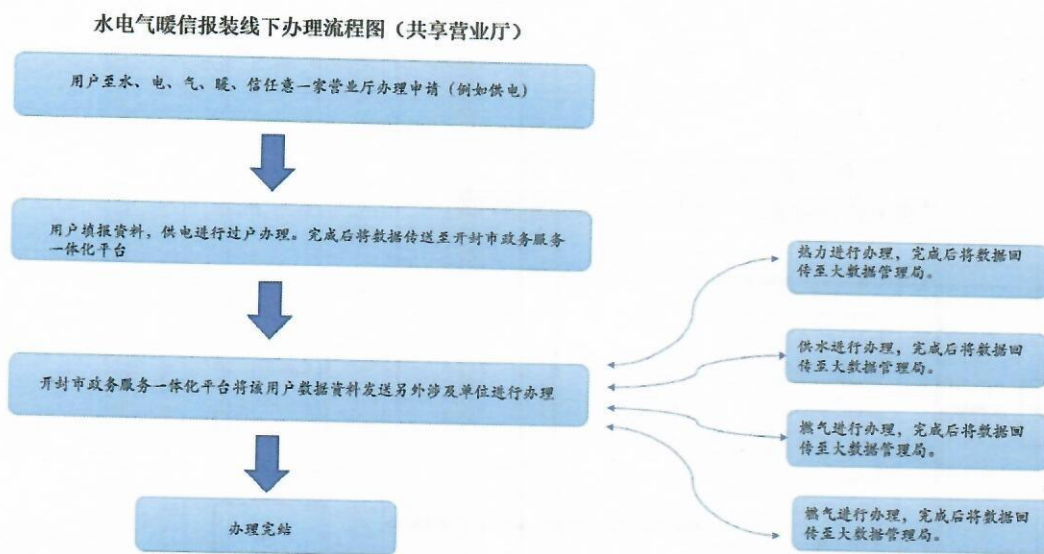 水电气暖信报装线下办理流程图（共享营业厅）
用户至水、电、气、暖、信任意一家营业厅办理申请（例如供电）
用户填报资料，供电进行过户办理。完成后将数据传送至开封市政务服务
一体化平台
开封市政务服务一体化平台将该用户数据资料发送另外涉及单位进行办理
办理完结
热力进行办理，完成后将数据回
传至大数据管理局。
供水进行办理，完成后将数据回
传至大数据管理局。
燃气进行办理，完成后将数据回
传至大数据管理局。
燃气进行办理，完成后将数据回
传至大数据管理局。